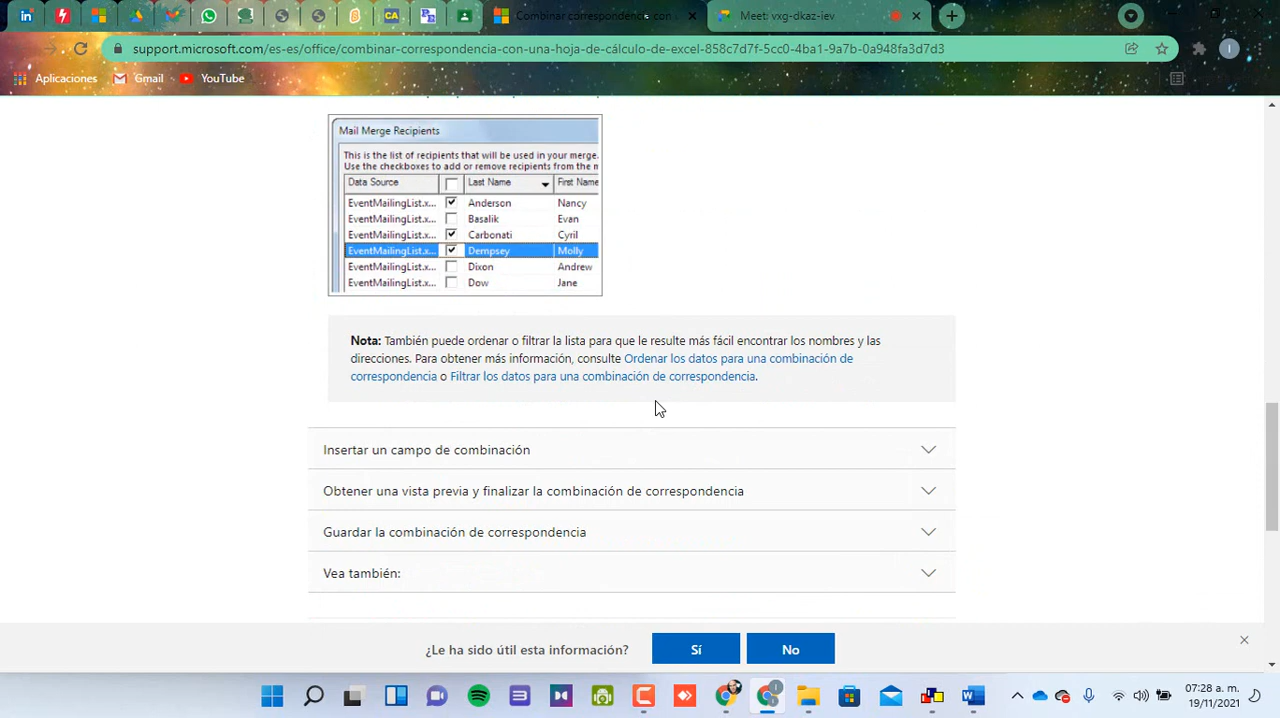 Combinar correspondencia con
Meet: vxg-dkaz-iev
support.microsoft.com/es-es/office/combinar-correspondencia-con-una-hoja-de-cálculo-de-excel-858c7d7f-5cc0-4ba1-9a7b-0a948fa3d7d3
I
Aplicaciones
Gmail
YouTube
Mail Merge Recipients
This is the list of recipients that will be used in your merge.
Use the checkboxes to add or remove recipients from the m
Data Source Last Name First Name
EventMailingList.x... Anderson Nancy
EventMailingList.x... Basalik Evan
EventMailingList.x... Carbonati Cyril
EventMailingList.x... Dempsey Molly
EventMailingList.x... Dixon Andrew
EventMailingList.x... Dow Jane
Nota: También puede ordenar o filtrar la lista para que le resulte más fácil encontrar los nombres y las
direcciones. Para obtener más información, consulte Ordenar los datos para una combinación de
correspondencia o Filtrar los datos para una combinación de correspondencia.
Insertar un campo de combinación
Obtener una vista previa y finalizar la combinación de correspondencia
Guardar la combinación de correspondencia
Vea también:
¿Le ha sido útil esta información?
Sí
No
07:28 a. m.
19/11/2021